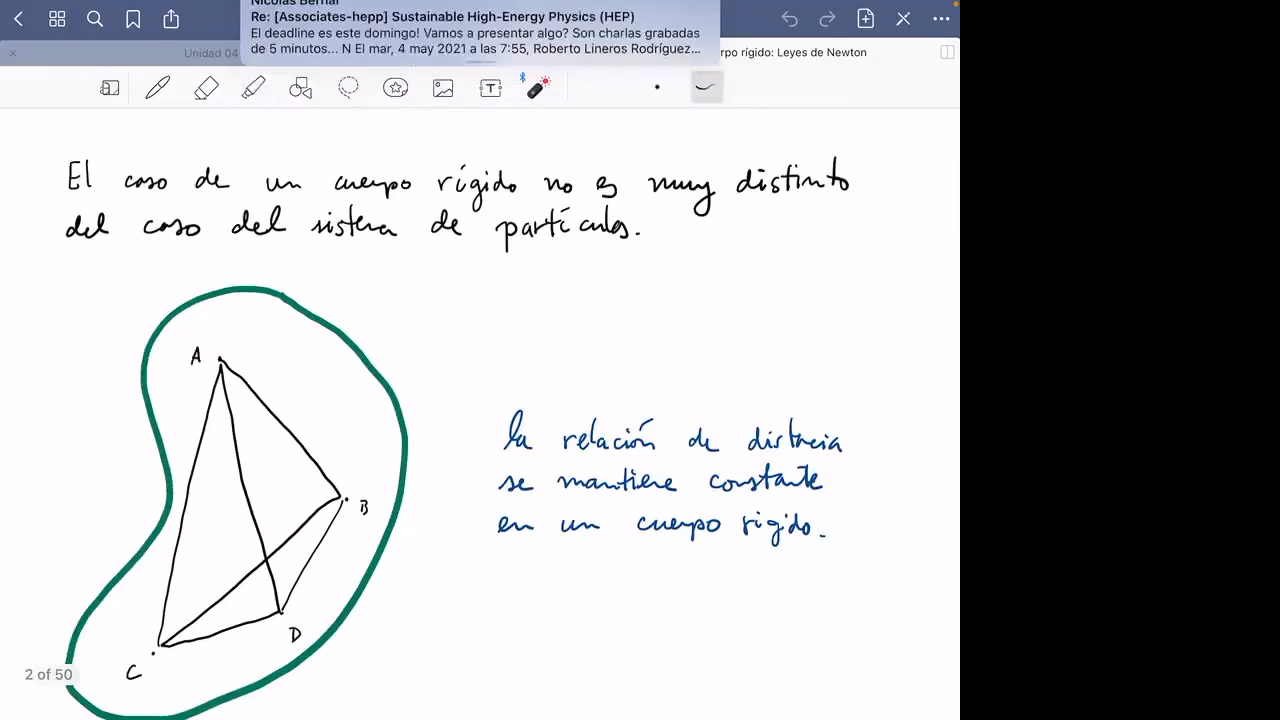 Nicolás Bernal
Re: [Associates-hepp] Sustainable High-Energy Physics (HEP)
El deadline es este domingo! Vamos a presentar algo? Son charlas grabadas
de 5 minutos... N El mar, 4 may 2021 a las 7:55, Roberto Lineros Rodríguez...
Unidad 04
rpo rígido: Leyes de Newton
El caso de un cuerpo rígido no es muy distinto
del caso del sistema de partículas.
A
la relación de distancia
se mantiene constante
B
en un cuerpo rigido.
D
C
2 of 50